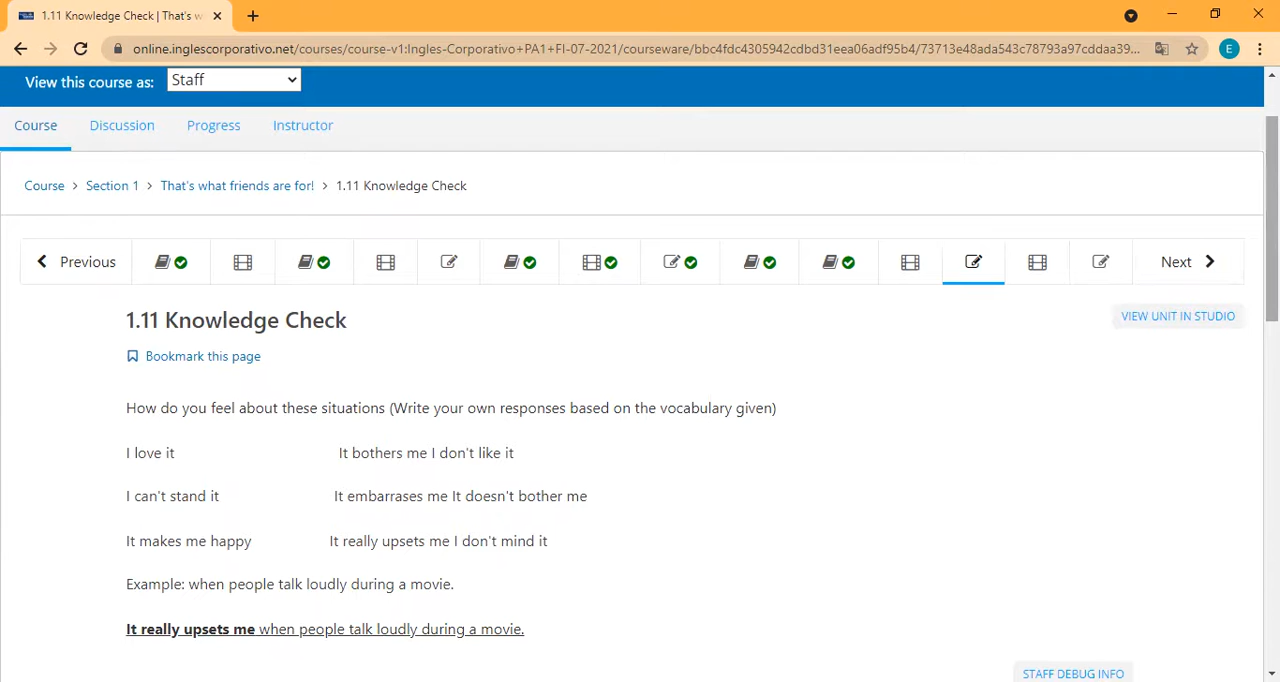 1.11 Knowledge Check | That's w
online.inglescorporativo.net/courses/course-v1:Ingles-Corporativo+PA1+FI-07-2021/courseware/bbc4fdc4305942cdbd31eea06adf95b4/73713e48ada543c78793a97cddaa39...
E
View this course as: Staff
Course Discussion Progress Instructor
Course > Section 1 > That's what friends are for! > 1.11 Knowledge Check
Previous Next
1.11 Knowledge Check
VIEW UNIT IN STUDIO
Bookmark this page
How do you feel about these situations (Write your own responses based on the vocabulary given)
I love it It bothers me I don't like it
I can't stand it It embarrases me It doesn't bother me
It makes me happy It really upsets me I don't mind it
Example: when people talk loudly during a movie.
It really upsets me when people talk loudly during a movie.
STAFF DEBUG INFO